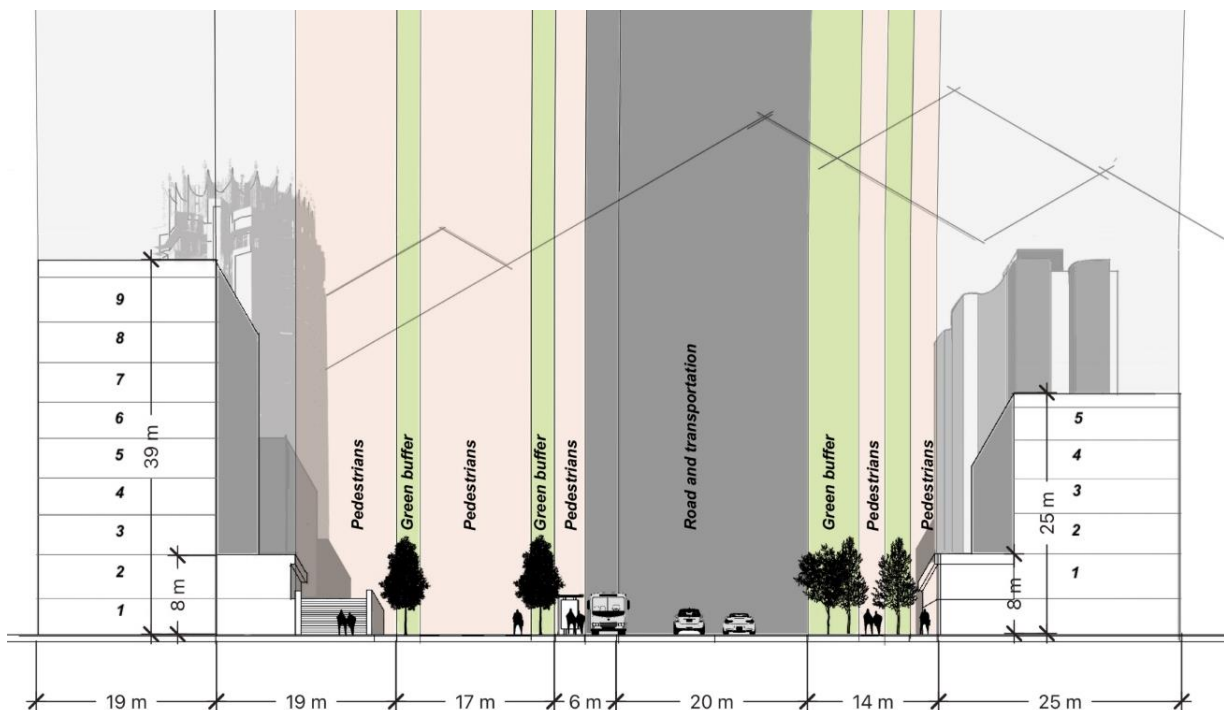 9
8
7
6
5
4
3
2
1
39 m
8 m
Pedestrians
Green buffer
Pedestrians
Green buffer
Pedestrians
Road and transportation
Green buffer
Pedestrians
Pedestrians
5
4
3
2
1
25 m
8 m
19 m
19 m
17 m
6 m
20 m
14 m
25 m